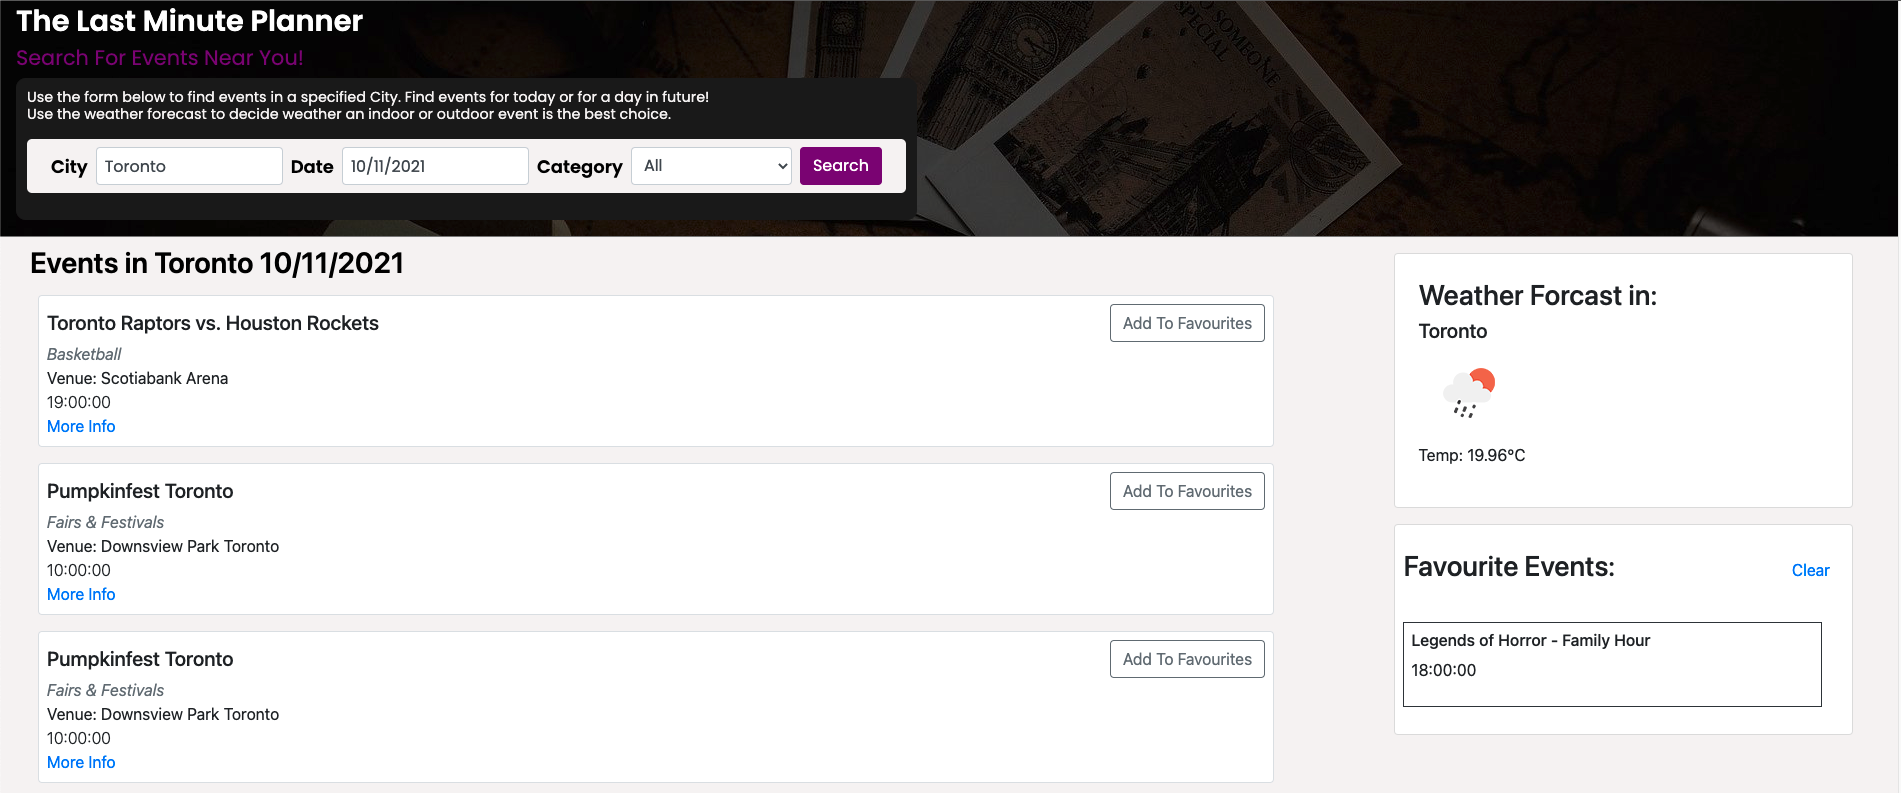 The Last Minute Planner
Search For Events Near You!
Use the form below to find events in a specified City. Find events for today or for a day in future!
Use the weather forecast to decide weather an indoor or outdoor event is the best choice.
City Toronto Date 10/11/2021 Category All Search
TO SOMEONE
SPECIAL
Events in Toronto 10/11/2021
Toronto Raptors vs. Houston Rockets
Add To Favourites
Basketball
Venue: Scotiabank Arena
19:00:00
More Info
Pumpkinfest Toronto
Add To Favourites
Fairs & Festivals
Venue: Downsview Park Toronto
10:00:00
More Info
Pumpkinfest Toronto
Add To Favourites
Fairs & Festivals
Venue: Downsview Park Toronto
10:00:00
More Info
Weather Forcast in:
Toronto
Temp: 19.96°C
Favourite Events:
Clear
Legends of Horror - Family Hour
18:00:00